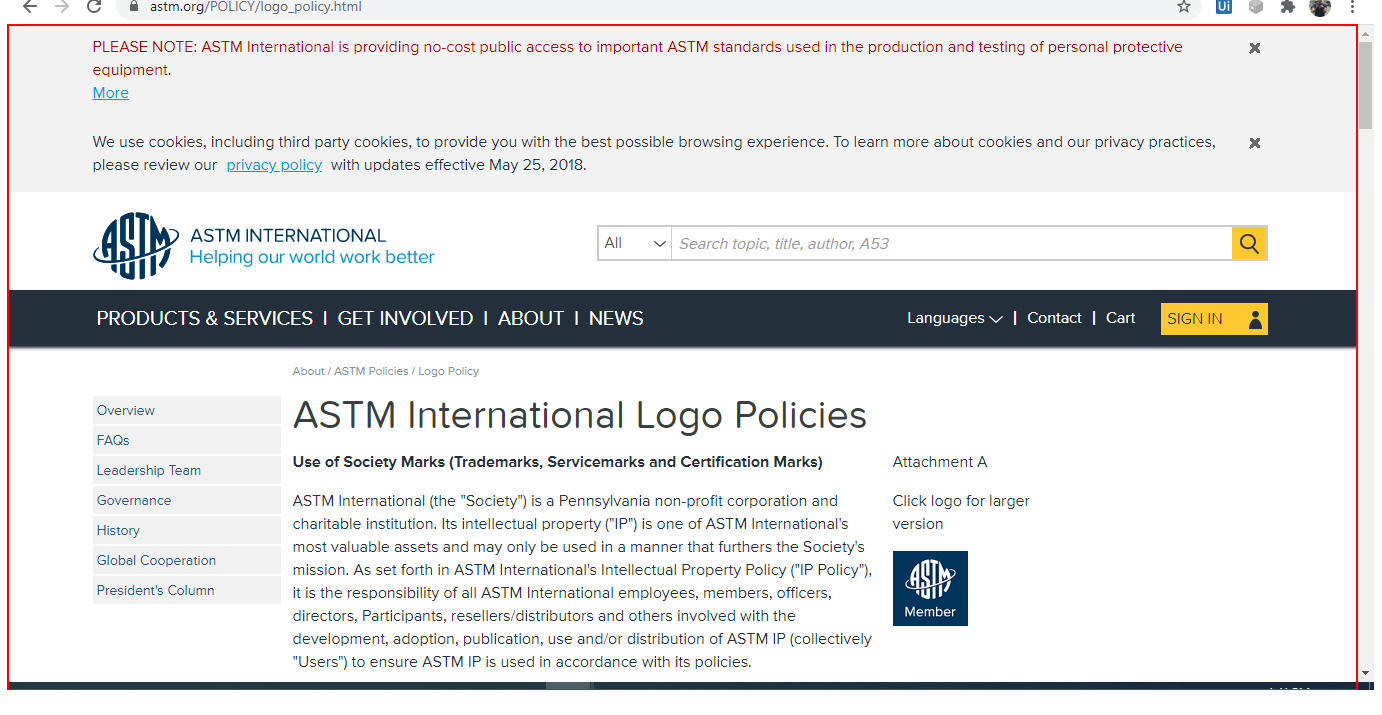 astm.org/POLICY/logo_policy.html
Ui
PLEASE NOTE: ASTM International is providing no-cost public access to important ASTM standards used in the production and testing of personal protective
equipment.
More
We use cookies, including third party cookies, to provide you with the best possible browsing experience. To learn more about cookies and our privacy practices,
please review our privacy policy with updates effective May 25, 2018.
ASTM
ASTM INTERNATIONAL
Helping our world work better
All
Search topic, title, author, A53
PRODUCTS & SERVICES | GET INVOLVED | ABOUT | NEWS
Languages | Contact | Cart
SIGN IN
About / ASTM Policies / Logo Policy
Overview
FAQs
Leadership Team
Governance
History
Global Cooperation
President's Column
ASTM International Logo Policies
Use of Society Marks (Trademarks, Servicemarks and Certification Marks)
ASTM International (the "Society") is a Pennsylvania non-profit corporation and
charitable institution. Its intellectual property ("IP") is one of ASTM International's
most valuable assets and may only be used in a manner that furthers the Society's
mission. As set forth in ASTM International's Intellectual Property Policy ("IP Policy"),
it is the responsibility of all ASTM International employees, members, officers,
directors, Participants, resellers/distributors and others involved with the
development, adoption, publication, use and/or distribution of ASTM IP (collectively
"Users") to ensure ASTM IP is used in accordance with its policies.
Attachment A
Click logo for larger
version
ASTM
Member